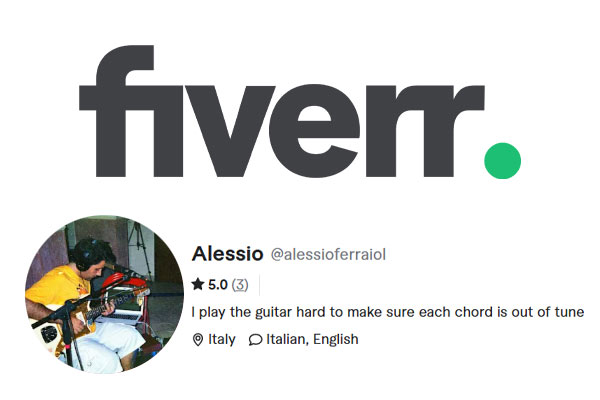 fiverr.
Alessio @alessioferraiol
5.0 (3)
I play the guitar hard to make sure each chord is out of tune
Italy Italian, English